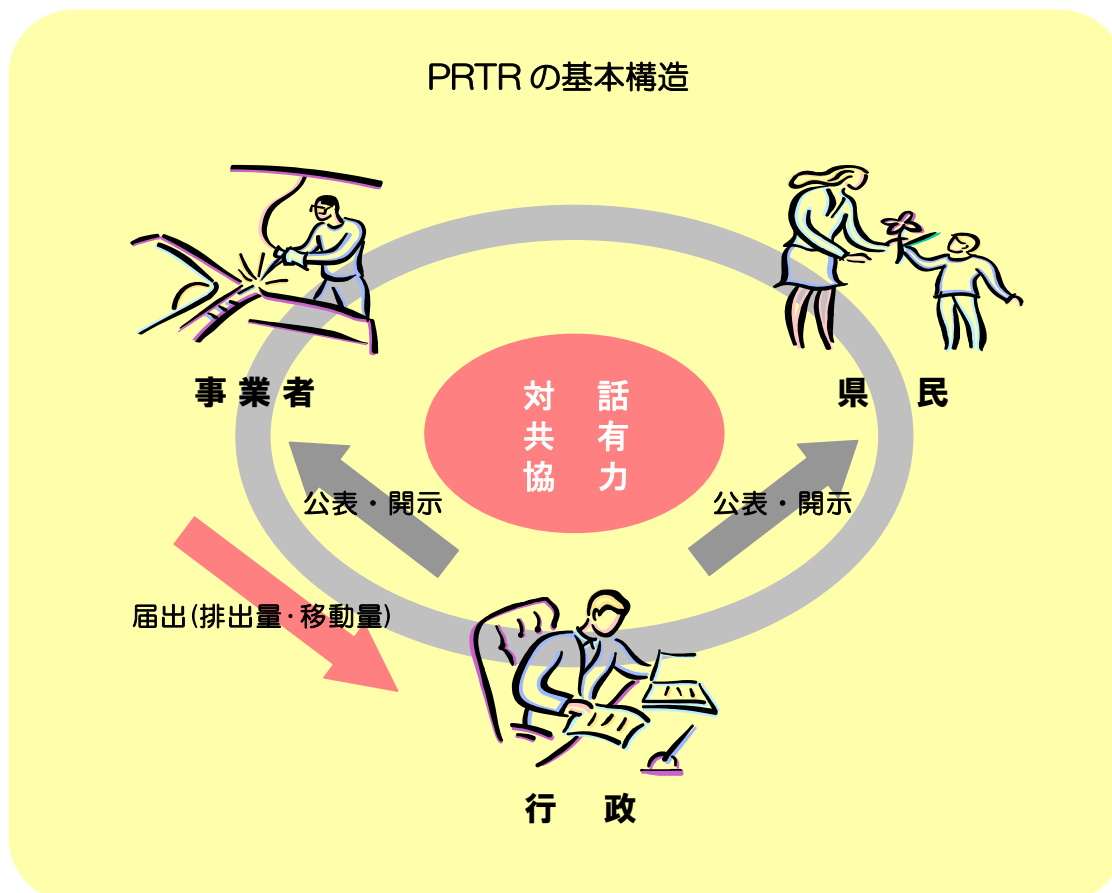 PRTRの基本構造
事業者
県 民
対 話
共 有
協 力
公表・開示
公表・開示
届出(排出量・移動量)
行 政